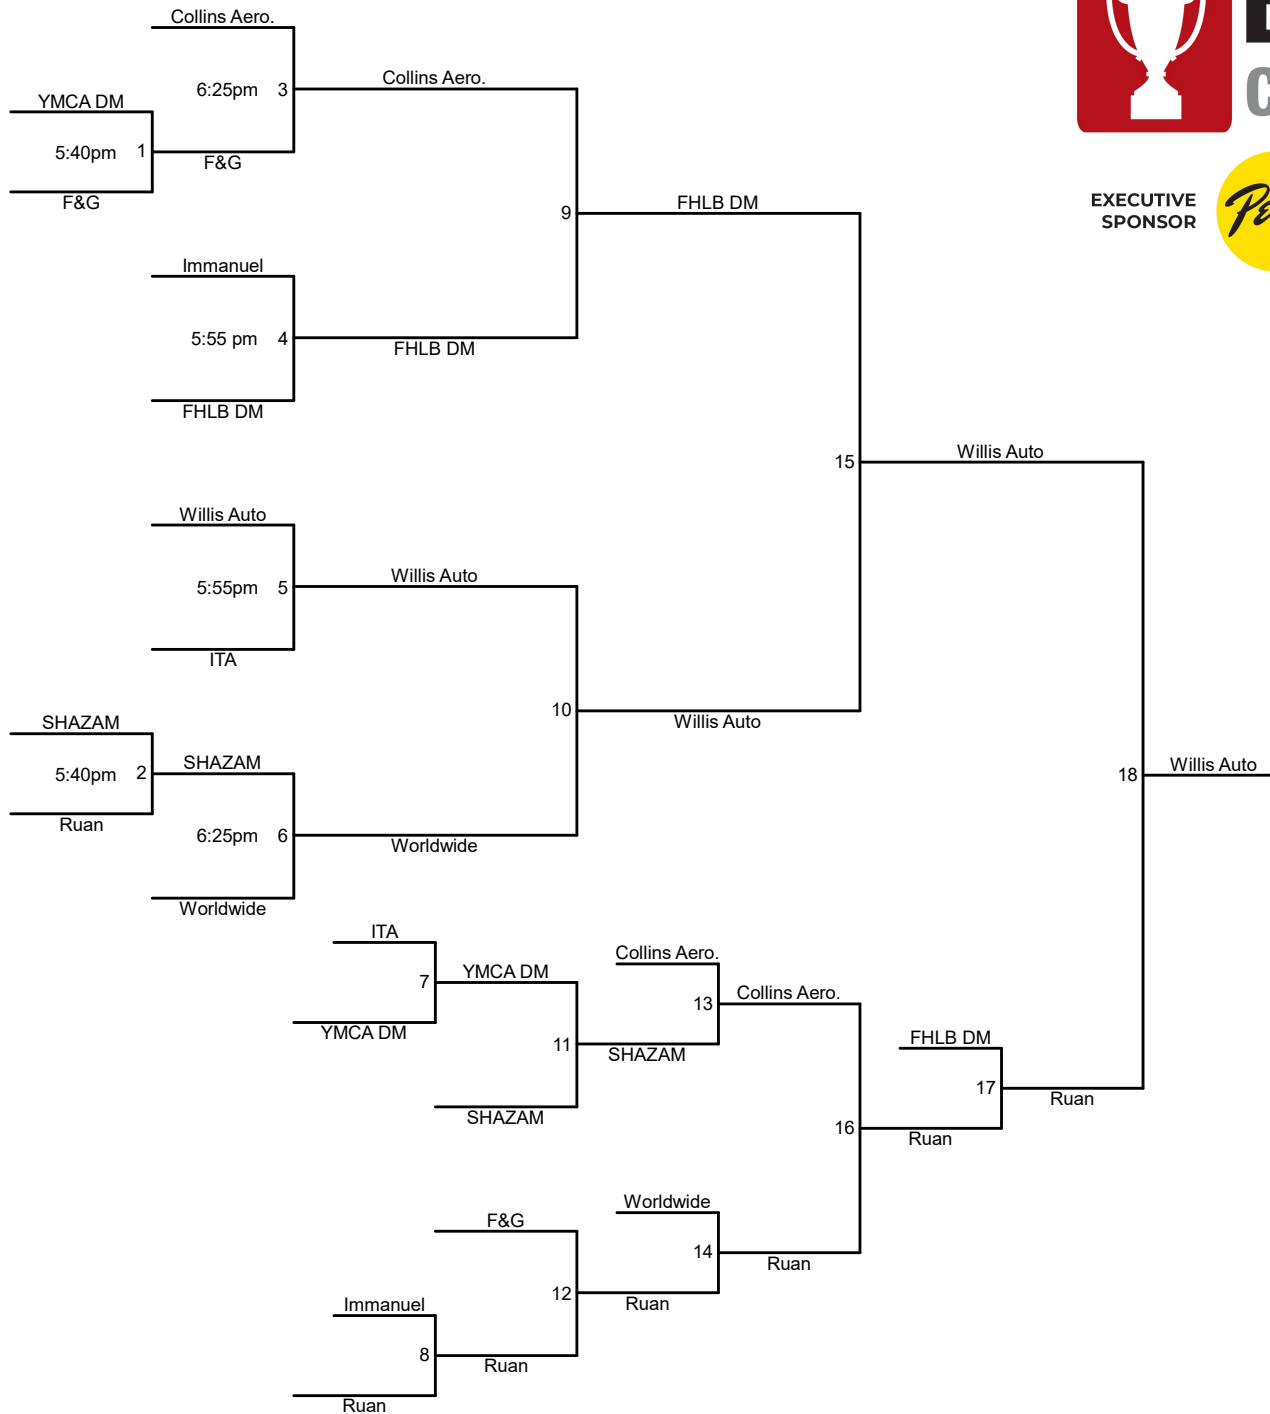 Collins Aero.
6:25pm 3
Collins Aero.
YMCA DM
5:40pm 1
F&G
F&G
EXECUTIVE
SPONSOR
9
FHLB DM
Immanuel
5:55 pm 4
FHLB DM
FHLB DM
15
Willis Auto
Willis Auto
5:55pm 5
Willis Auto
ITA
10
Willis Auto
SHAZAM
5:40pm 2
SHAZAM
Ruan
6:25pm 6
Worldwide
Worldwide
18
Willis Auto
ITA
7
YMCA DM
YMCA DM
11
SHAZAM
SHAZAM
Collins Aero.
13
Collins Aero.
FHLB DM
17
Ruan
16
Ruan
Worldwide
14
Ruan
F&G
12
Ruan
Immanuel
8
Ruan
Ruan